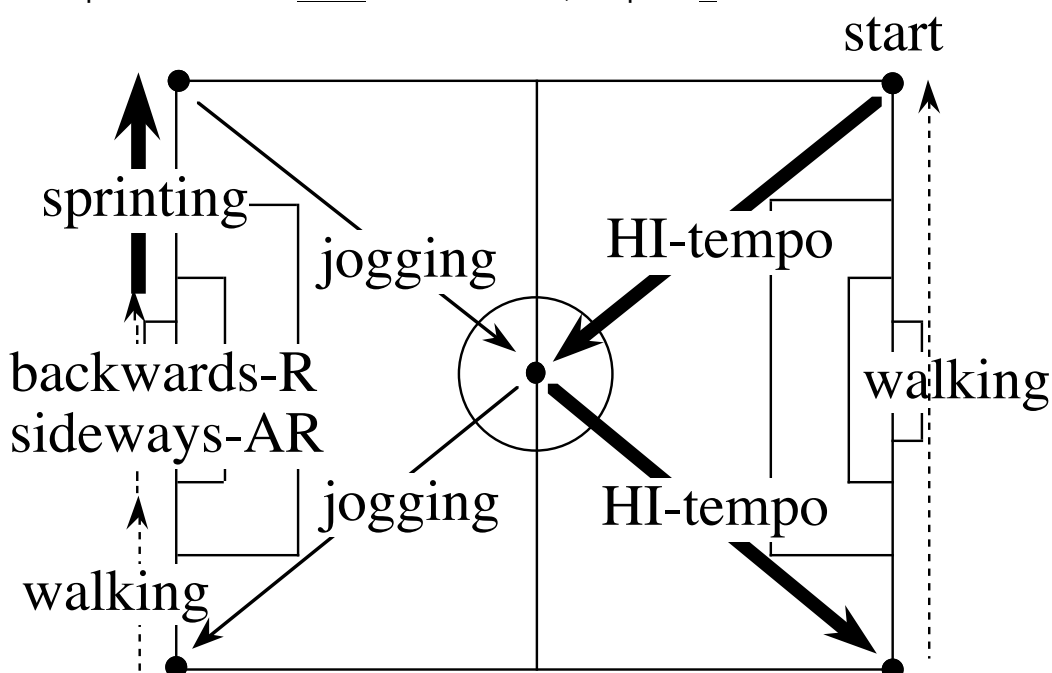 start
sprinting
jogging
HI-tempo
backwards-R
sideways-AR
walking
jogging
HI-tempo
walking